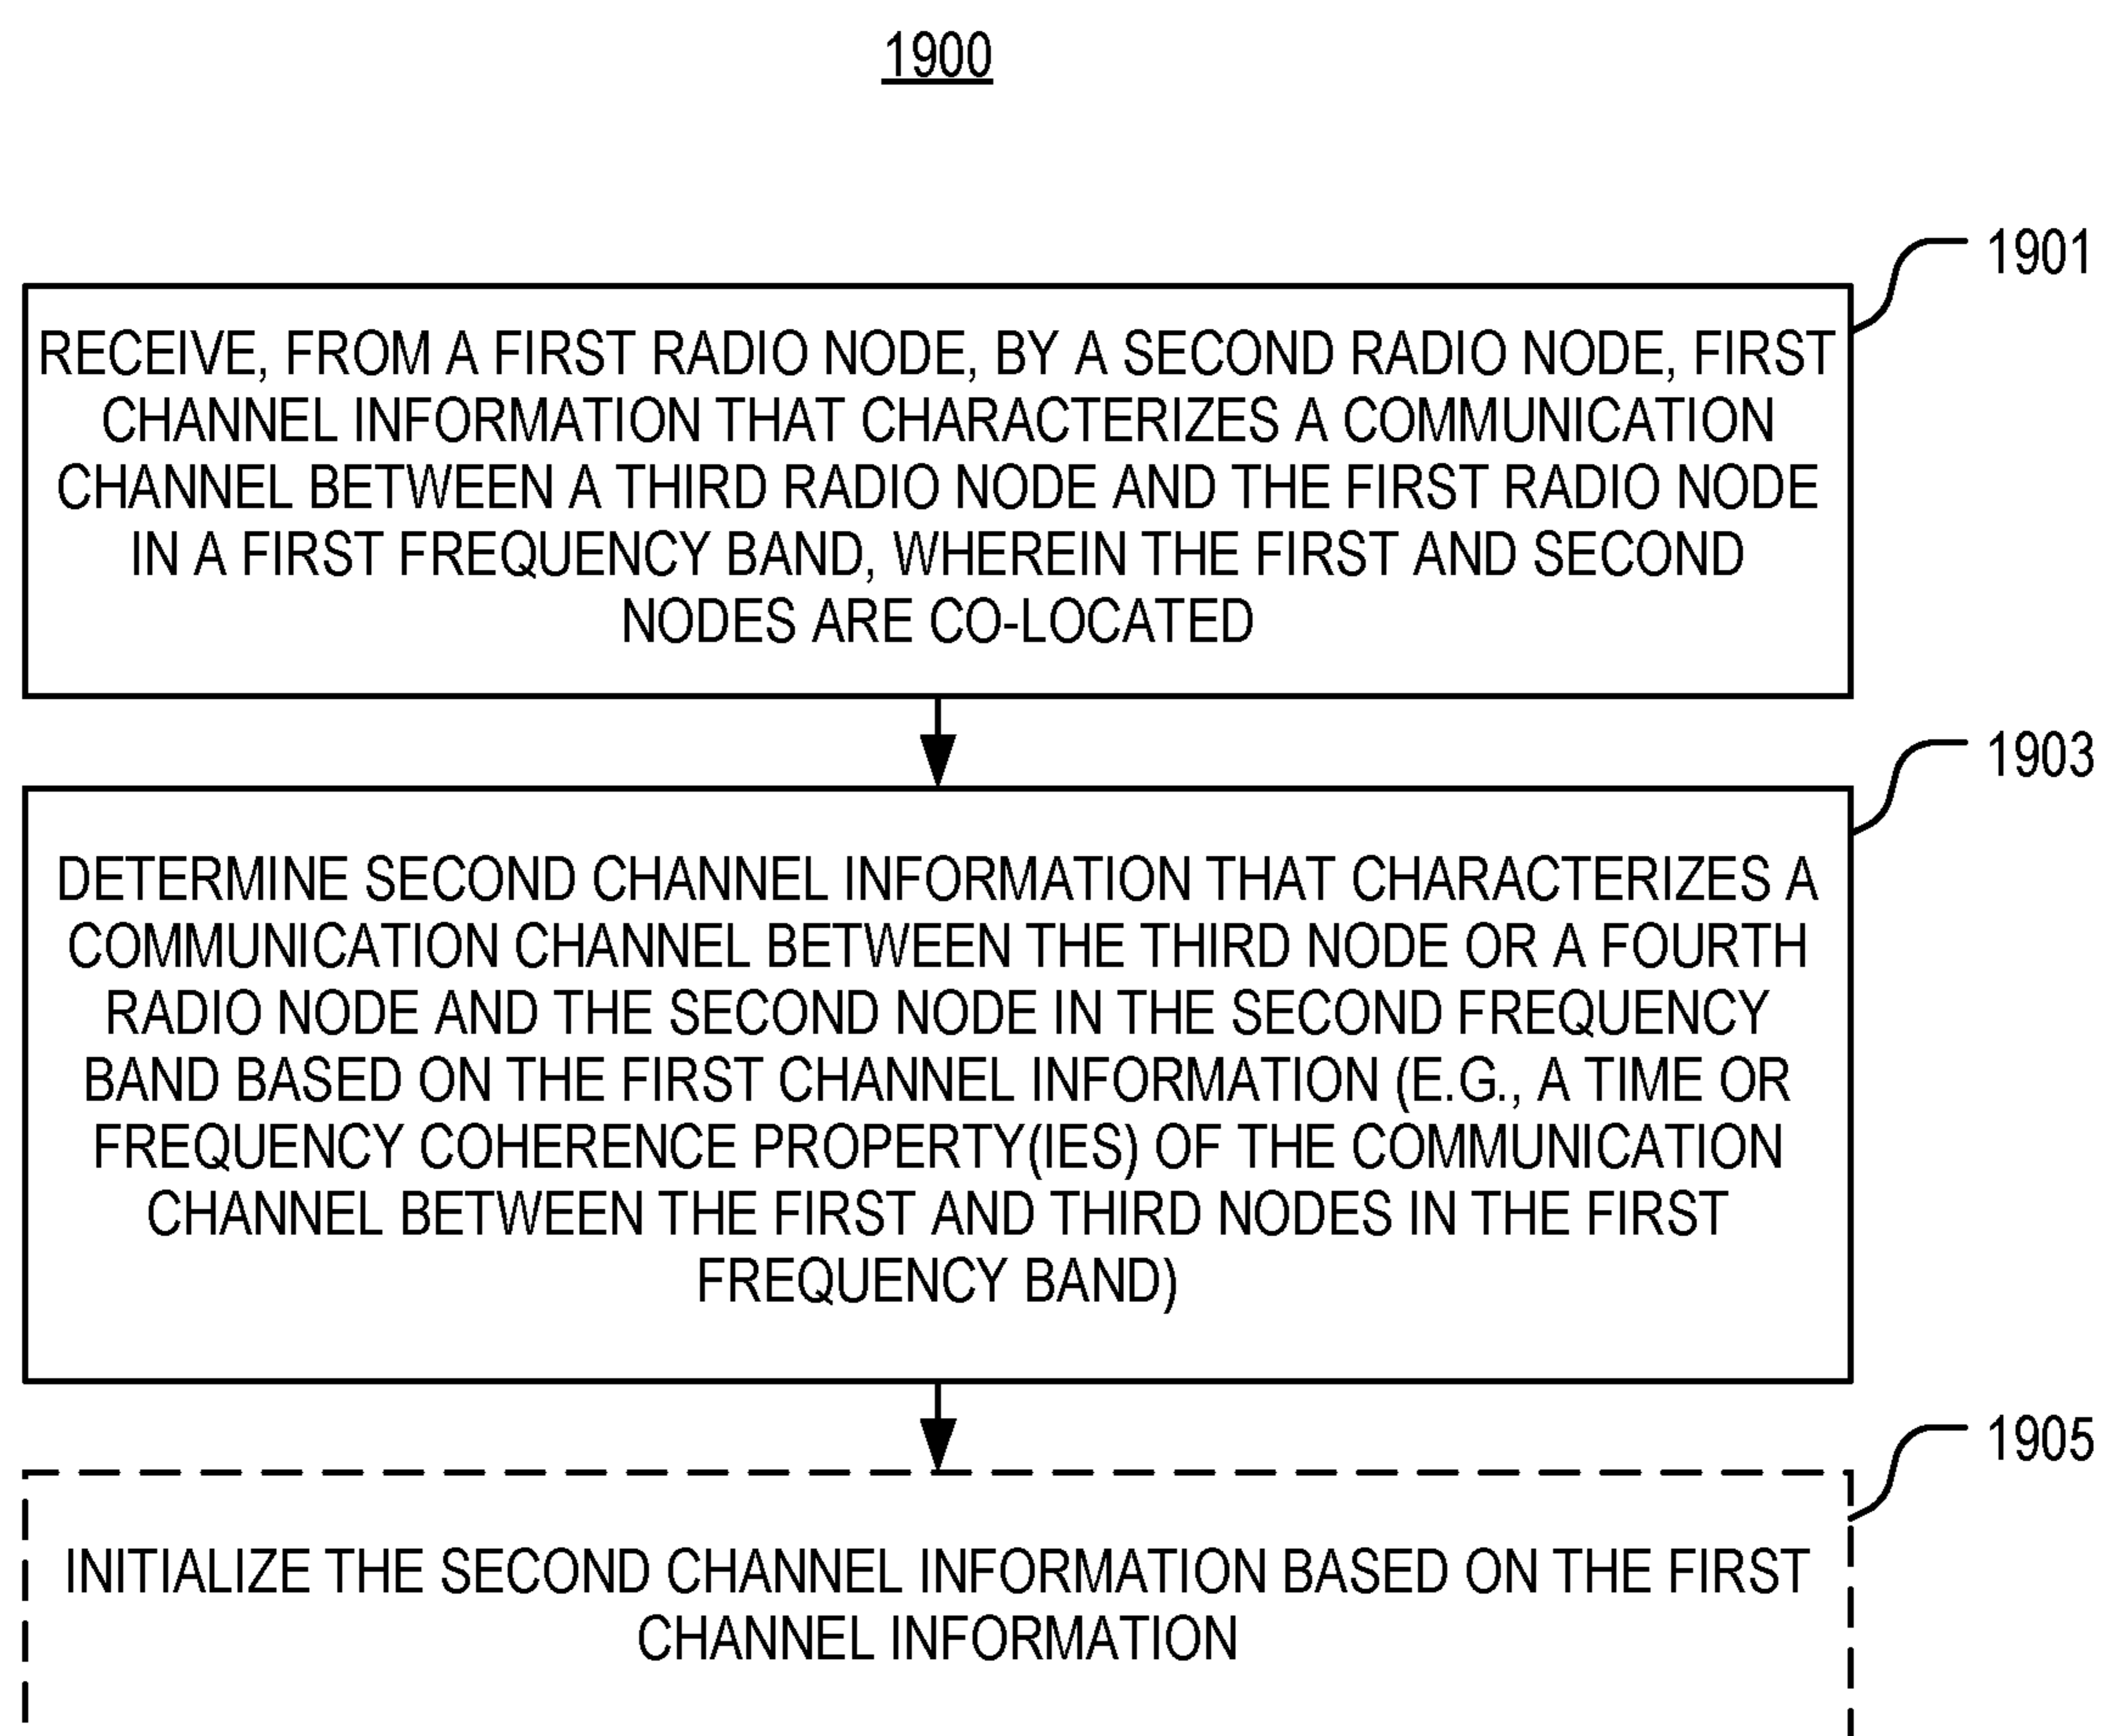 1900
1901
RECEIVE, FROM A FIRST RADIO NODE, BY A SECOND RADIO NODE, FIRST
CHANNEL INFORMATION THAT CHARACTERIZES A COMMUNICATION
CHANNEL BETWEEN A THIRD RADIO NODE AND THE FIRST RADIO NODE
IN A FIRST FREQUENCY BAND, WHEREIN THE FIRST AND SECOND
NODES ARE CO-LOCATED
1903
DETERMINE SECOND CHANNEL INFORMATION THAT CHARACTERIZES A
COMMUNICATION CHANNEL BETWEEN THE THIRD NODE OR A FOURTH
RADIO NODE AND THE SECOND NODE IN THE SECOND FREQUENCY
BAND BASED ON THE FIRST CHANNEL INFORMATION (E.G., A TIME OR
FREQUENCY COHERENCE PROPERTY(IES) OF THE COMMUNICATION
CHANNEL BETWEEN THE FIRST AND THIRD NODES IN THE FIRST
FREQUENCY BAND)
1905
INITIALIZE THE SECOND CHANNEL INFORMATION BASED ON THE FIRST
CHANNEL INFORMATION